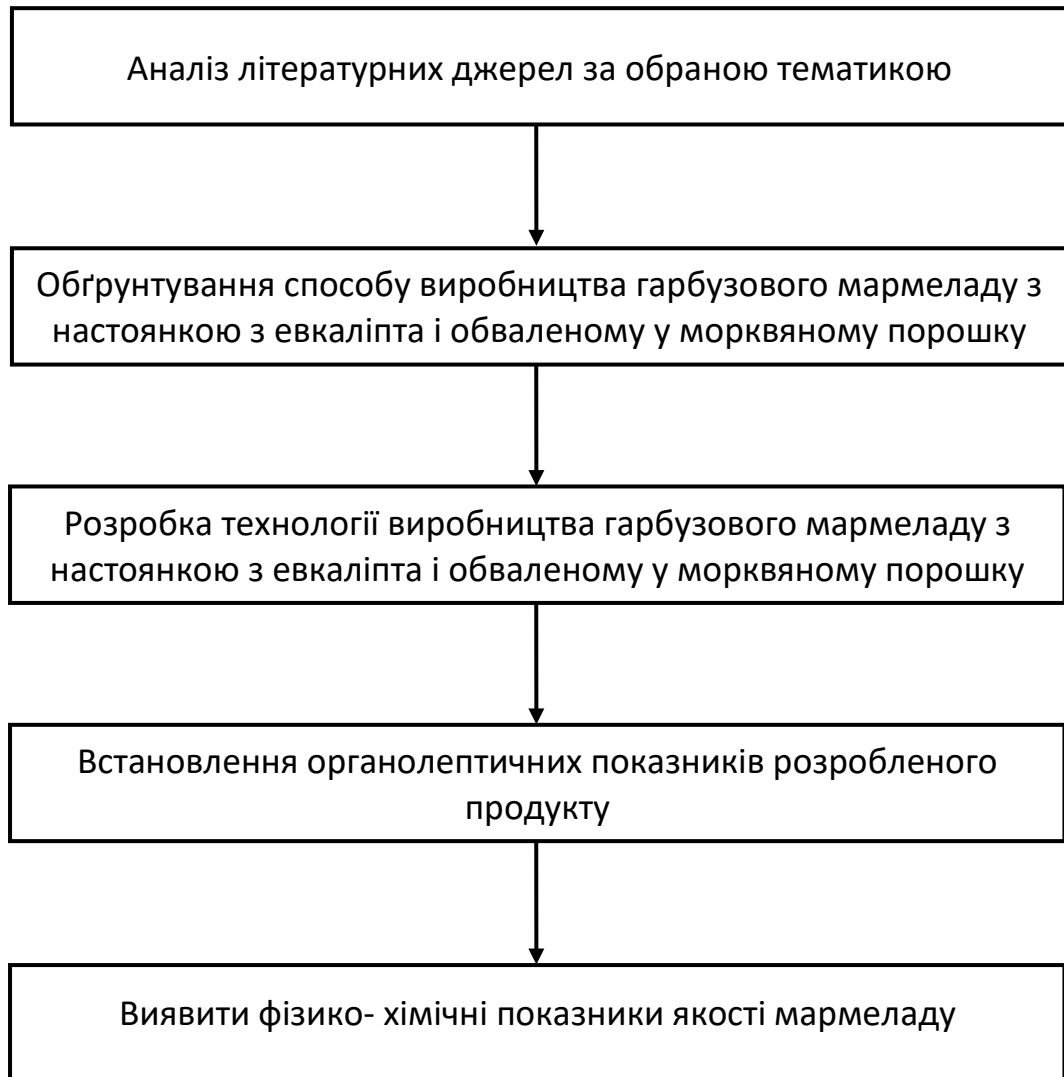 Аналіз літературних джерел за обраною тематикою
Обґрунтування способу виробництва гарбузового мармеладу з
настоянкою з евкаліпта і обваленому у морквяному порошку
Розробка технології виробництва гарбузового мармеладу з
настоянкою з евкаліпта і обваленому у морквяному порошку
Встановлення органолептичних показників розробленого
продукту
Виявити фізико- хімічні показники якості мармеладу